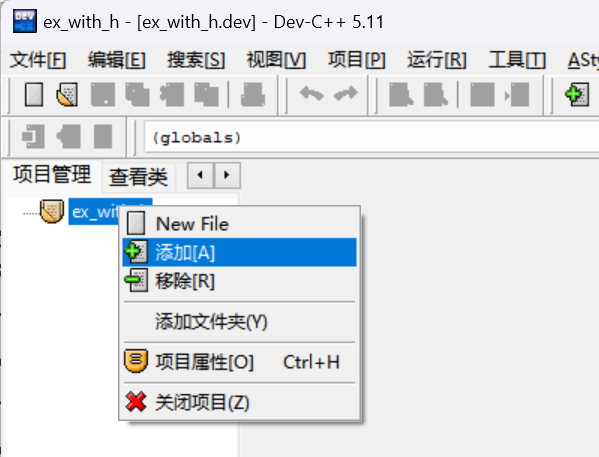 ex_with_h - [ex_with_h.dev] - Dev-C++ 5.11
文件[F] 编辑[E] 搜索[S] 视图[V] 项目[P] 运行[R] 工具[T]
(globals)
项目管理 查看类
New File
添加[A]
移除[R]
添加文件夹(Y)
项目属性[O] Ctrl+H
关闭项目(Z)